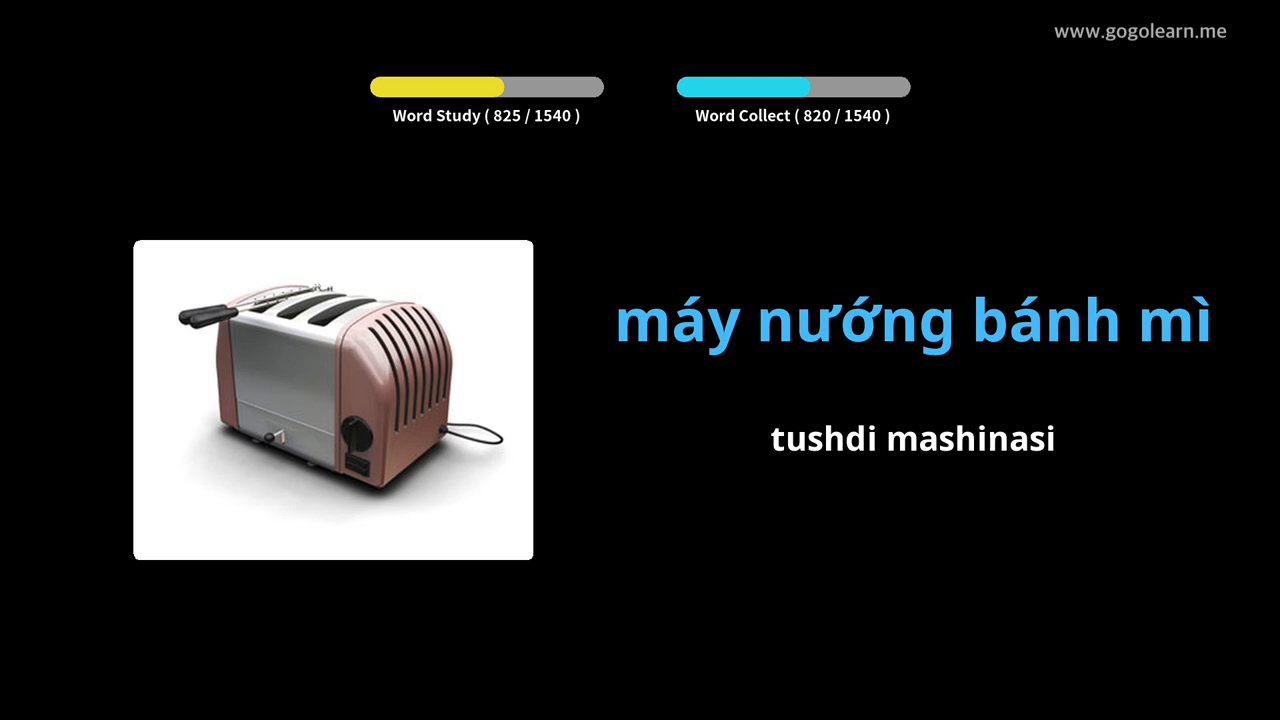 www.gogolearn.me
Word Study ( 825 / 1540 )
Word Collect ( 820 / 1540 )
máy nướng bánh mì
tushdi mashinasi